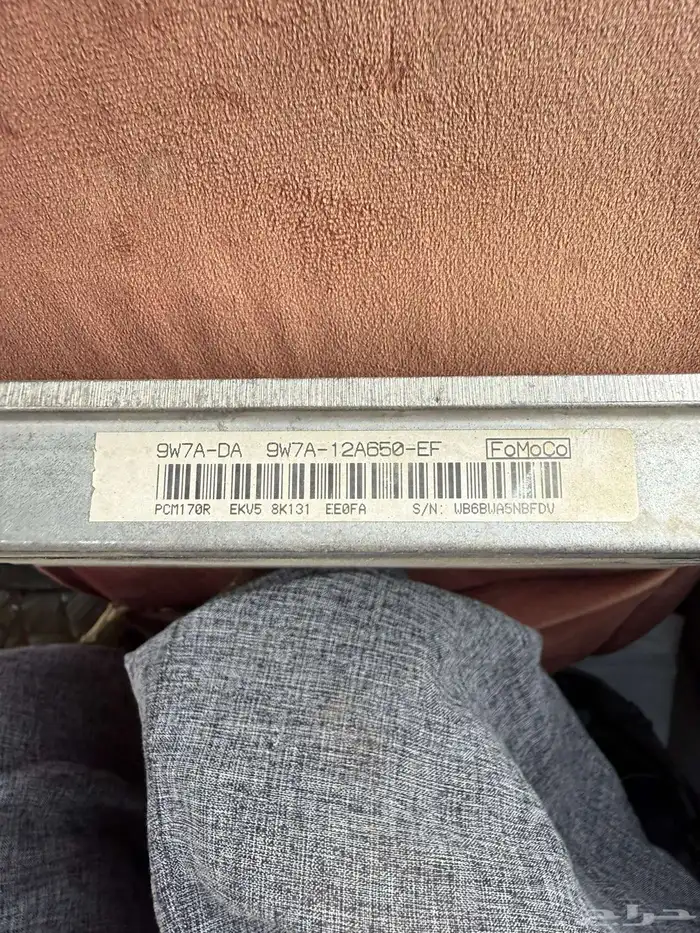 9W7A-DA 9W7A-12A650-EF FoMoCo
PCM170R EKV5 8K131 EE0FA S/N: WB6BWA5NBFDV
حراج